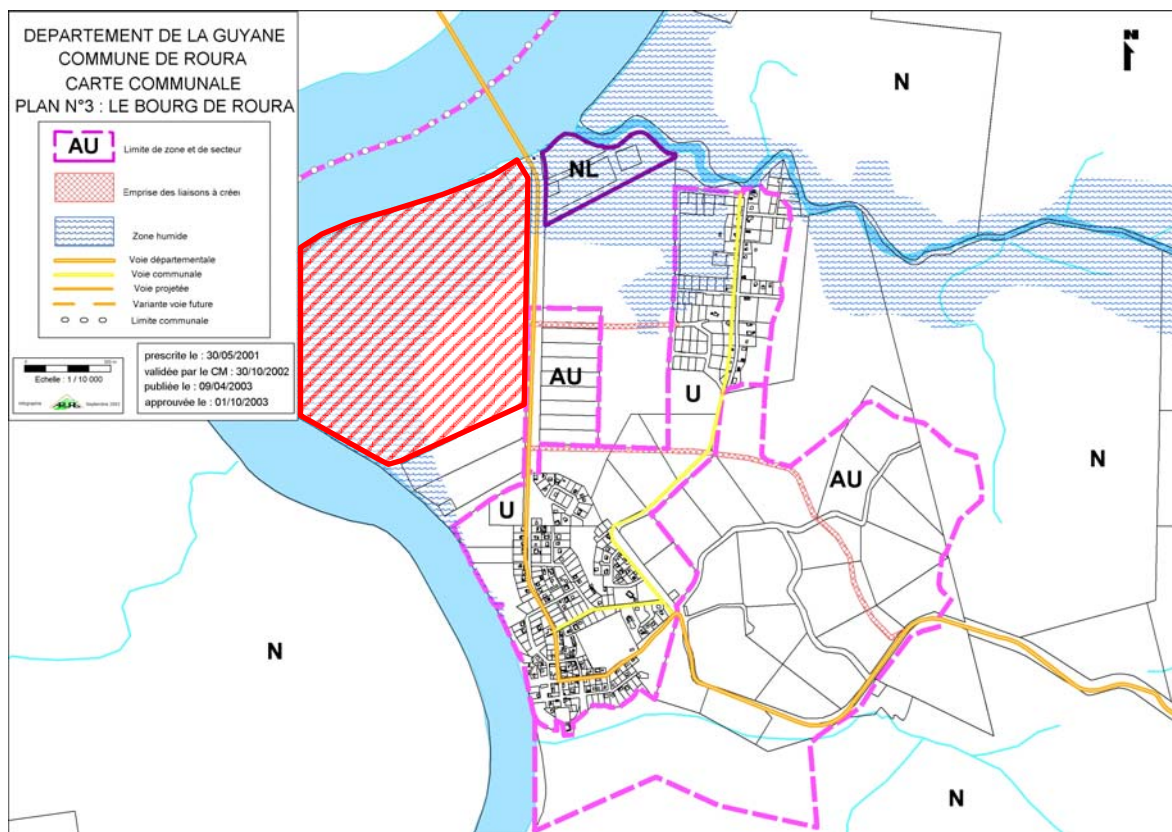 DEPARTEMENT DE LA GUYANE
COMMUNE DE ROURA
CARTE COMMUNALE
PLAN N°3 : LE BOURG DE ROURA
AU
Limite de zone et de secteur
Emprise des liaisons à créer
Zone humide
Voie départementale
Voie communale
Voie projetée
Variante voie future
Limite communale
Echelle : 1 / 10 000
Septembre 2003
prescrite le : 30/05/2001
validée par le CM : 30/10/2002
publiée le : 09/04/2003
approuvée le : 01/10/2003
N
N
NL
AU
U
AU
N
U
N
N